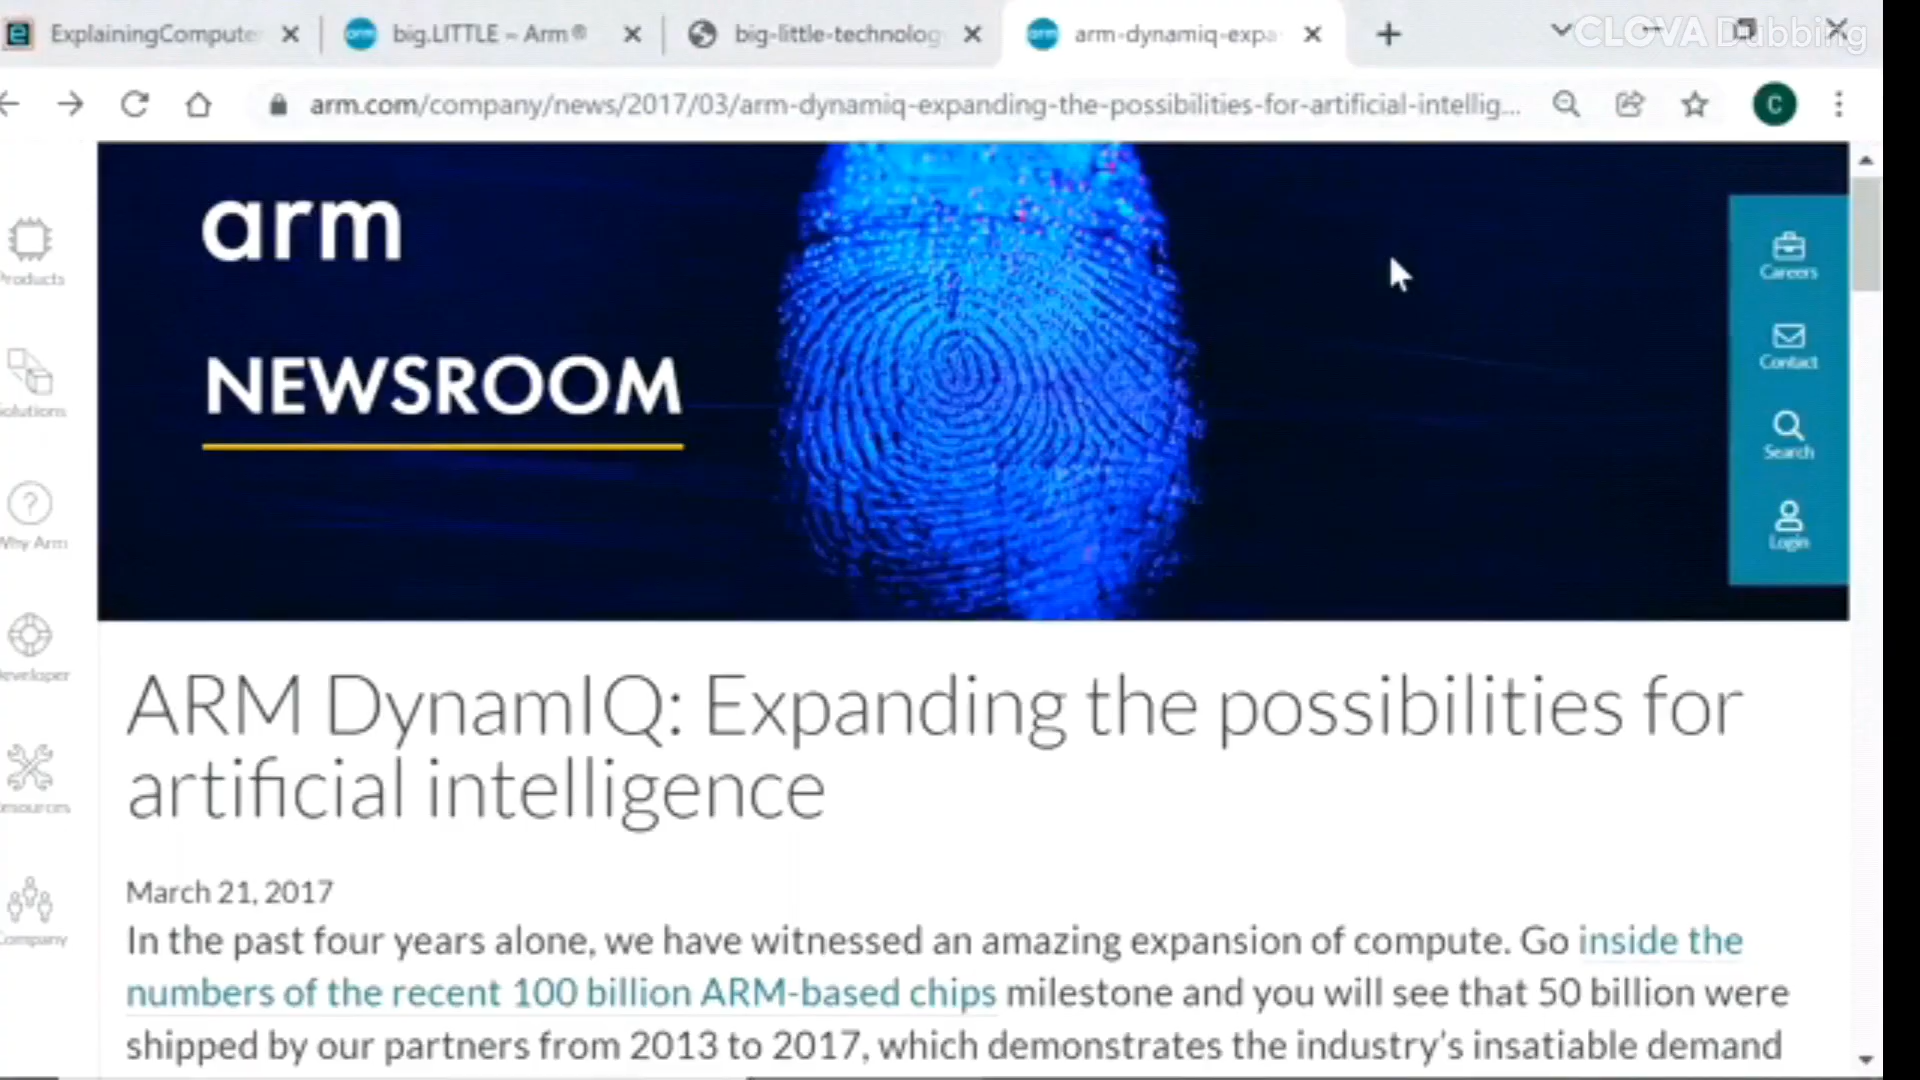 ExplainingCompute
big.LITTLE – Arm®
big-little-technolog
arm-dynamiq-expa
CLOVA Dubbing
arm.com/company/news/2017/03/arm-dynamiq-expanding-the-possibilities-for-artificial-intellig...
C
arm
NEWSROOM
Careers
Contact
Search
Login
Products
Solutions
Why Arm
Developer
Resources
Company
ARM DynamIQ: Expanding the possibilities for
artificial intelligence
March 21, 2017
In the past four years alone, we have witnessed an amazing expansion of compute. Go inside the
numbers of the recent 100 billion ARM-based chips milestone and you will see that 50 billion were
shipped by our partners from 2013 to 2017, which demonstrates the industry's insatiable demand